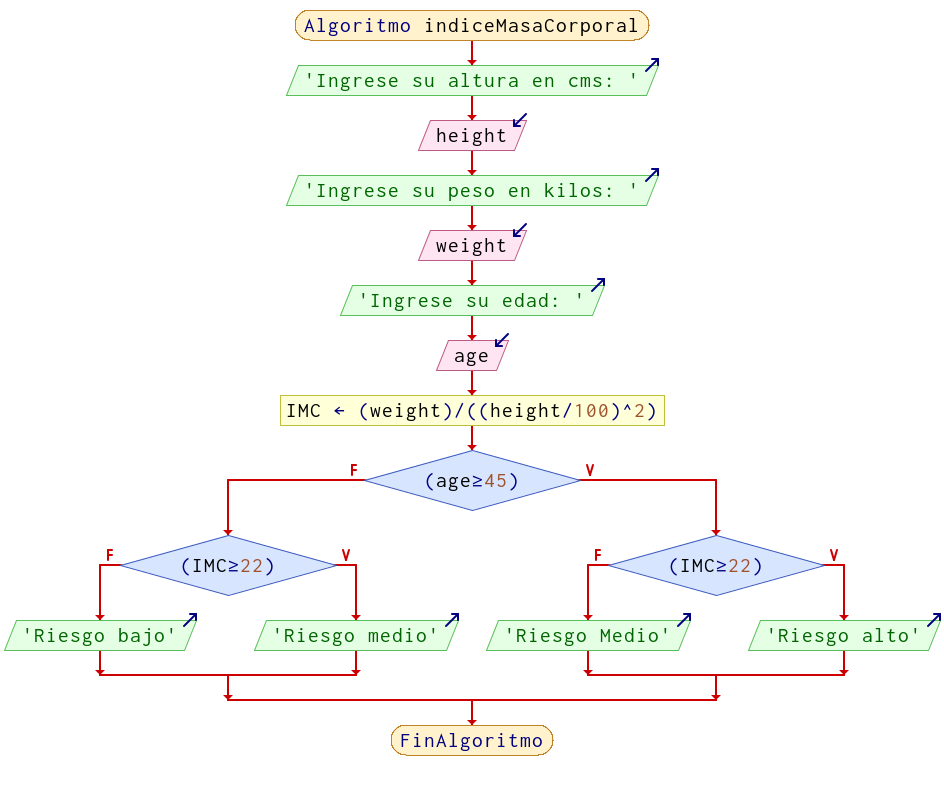 Algoritmo indiceMasaCorporal
'Ingrese su altura en cms: '
height
'Ingrese su peso en kilos: '
weight
'Ingrese su edad: '
age
IMC ← (weight)/((height/100)^2)
F
V
(age≥45)
F
V
F
V
(IMC≥22)
(IMC≥22)
'Riesgo bajo'
'Riesgo medio'
'Riesgo Medio'
'Riesgo alto'
FinAlgoritmo